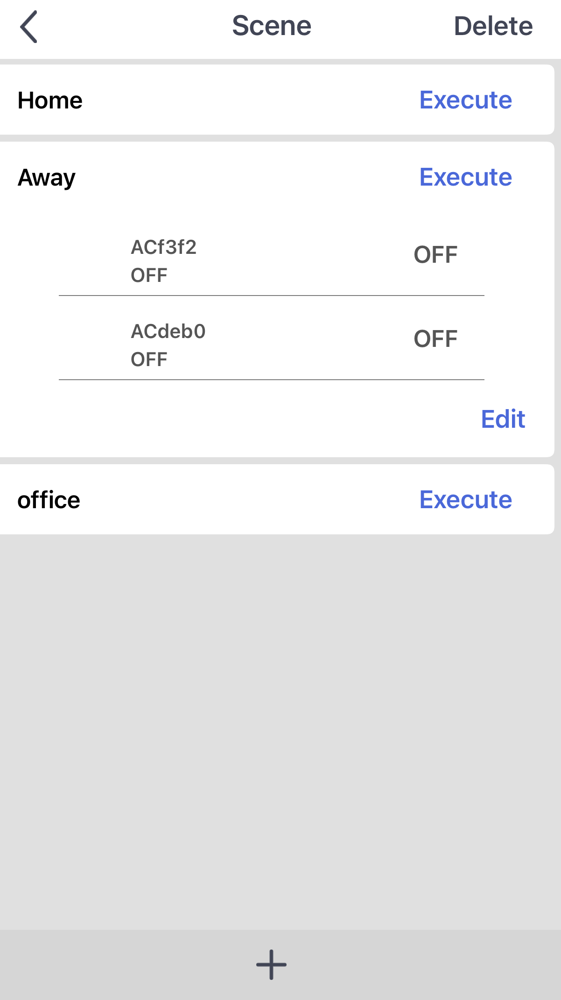 Scene Delete
Home Execute
Away Execute
ACf3f2
OFF OFF
ACdeb0
OFF OFF
Edit
office Execute